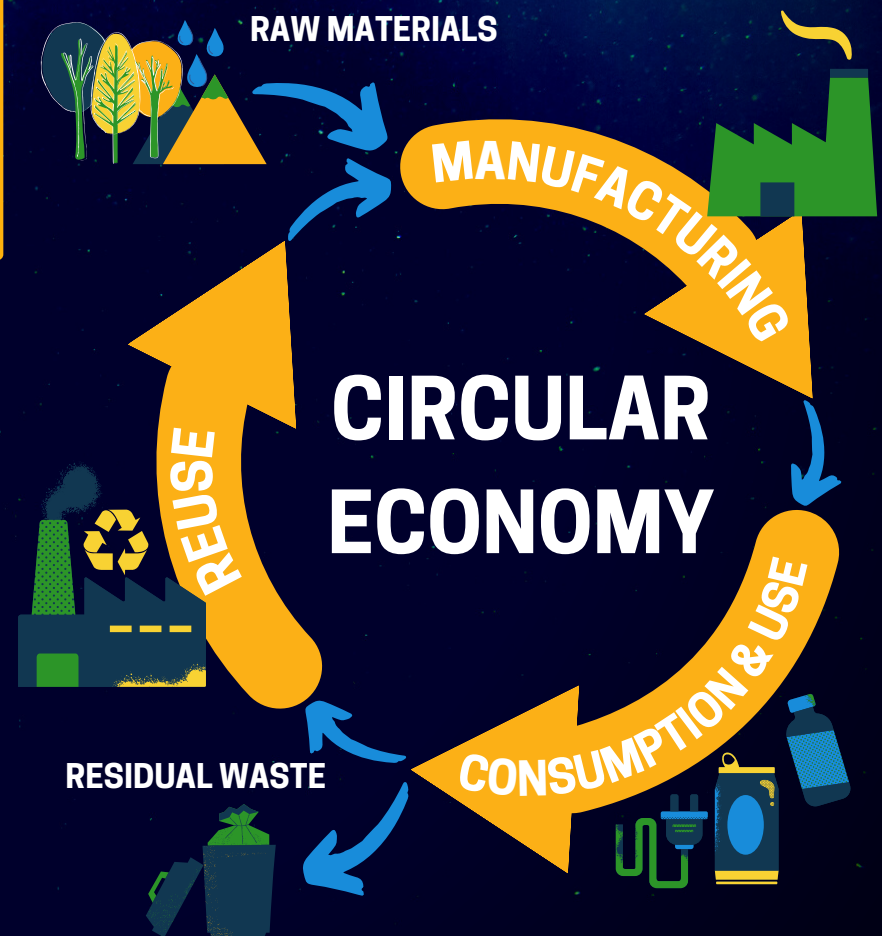 RAW MATERIALS
MANUFACTURING
CIRCULAR
ECONOMY
REUSE
CONSUMPTION & USE
RESIDUAL WASTE